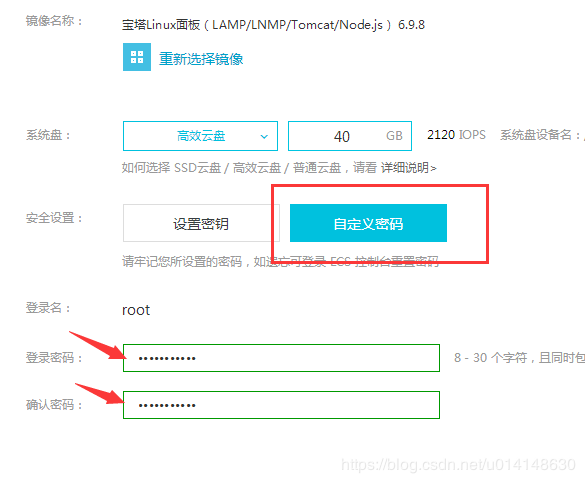 镜像名称： 宝塔Linux面板（LAMP/LNMP/Tomcat/Node.js）6.9.8
重新选择镜像
系统盘： 高效云盘 40 GB 2120 IOPS 系统盘设备名：
如何选择 SSD云盘 / 高效云盘 / 普通云盘，请看 详细说明>
安全设置： 设置密钥 自定义密码
请牢记您所设置的密码，如遗忘可登录 ECS 控制台重置密码
登录名： root
登录密码： ••••••••••• 8 - 30 个字符，且同时包
确认密码： •••••••••••
https://blog.csdn.net/u014148630